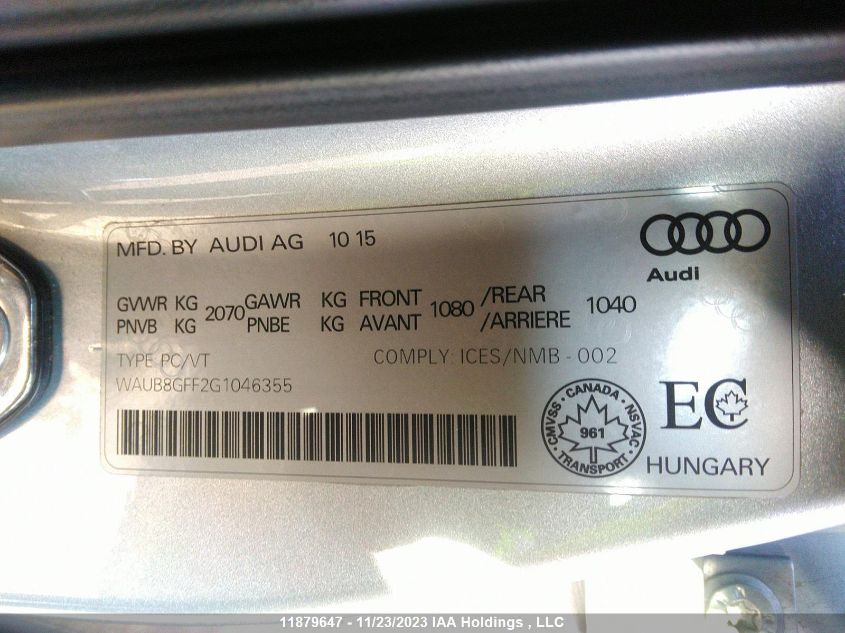 MFD. BY AUDI AG 10 15
Audi
GVWR KG 2070 GAWR KG FRONT 1080 /REAR 1040
PNVB KG PNBE KG AVANT /ARRIERE
TYPE PC/VT COMPLY: ICES/NMB - 002
WAUB8GFF2G1046355
CMVSS · CANADA · NSVAC · TRANSPORT
961
EC
HUNGARY
11879647 - 11/23/2023 IAA Holdings , LLC